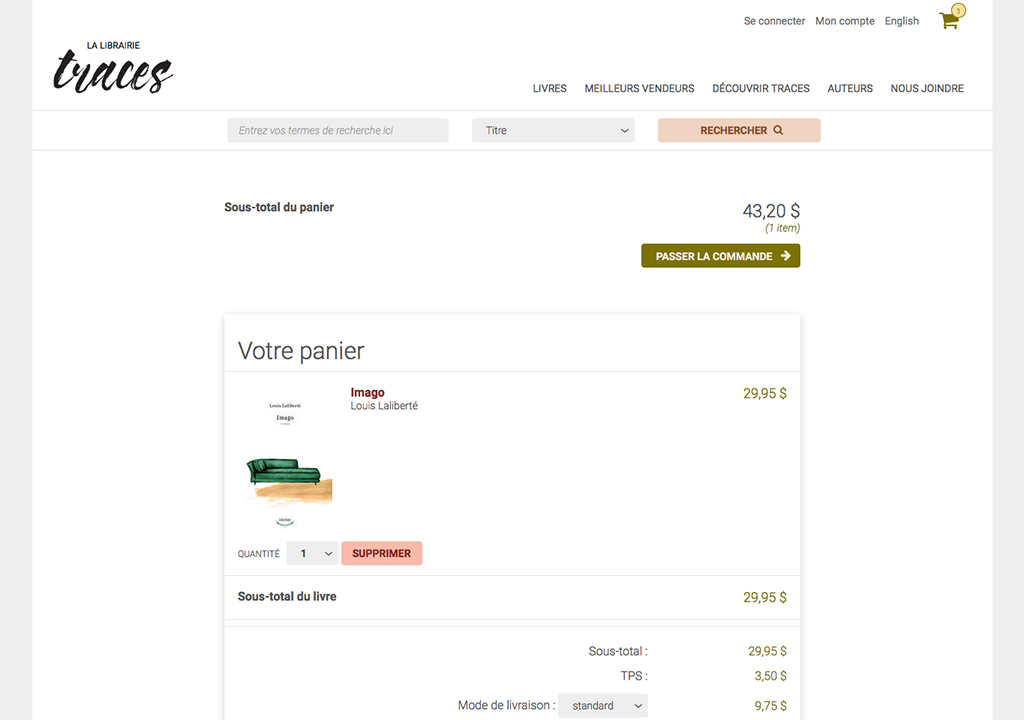 Se connecter Mon compte English 1
LA LIBRAIRIE
traces
LIVRES MEILLEURS VENDEURS DÉCOUVRIR TRACES AUTEURS NOUS JOINDRE
Entrez vos termes de recherche ici Titre RECHERCHER
Sous-total du panier 43,20 $
(1 item)
PASSER LA COMMANDE
Votre panier
Imago 29,95 $
Louis Laliberté
Louis Laliberté
Imago
QUANTITÉ 1 SUPPRIMER
Sous-total du livre 29,95 $
Sous-total : 29,95 $
TPS : 3,50 $
Mode de livraison : standard 9,75 $